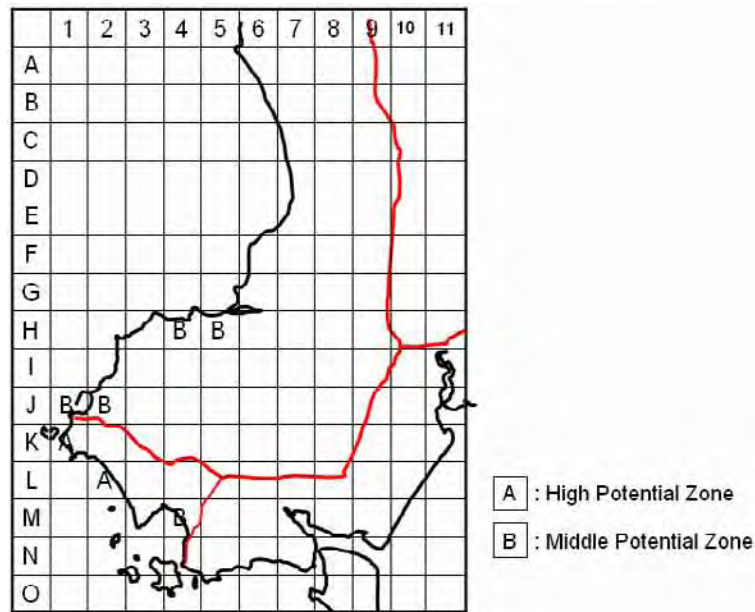 1 2 3 4 5 6 7 8 9 10 11
A
B
C
D
E
F
G
H B B
I
J B B
K
L A
M B
N
O
A : High Potential Zone
B : Middle Potential Zone